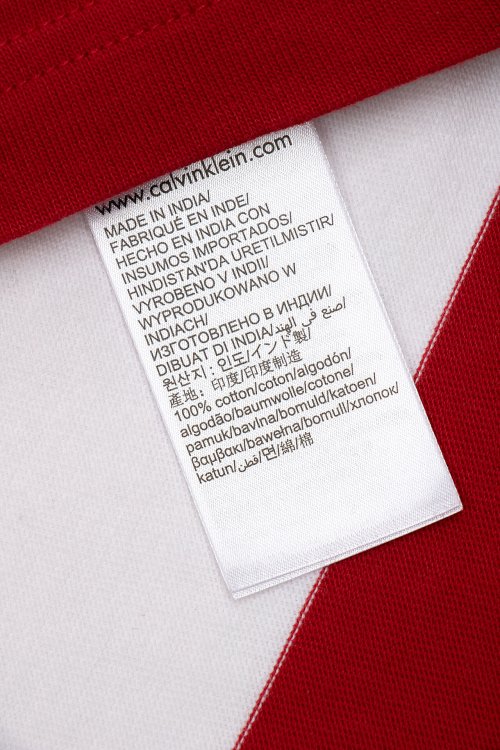 www.calvinklein.com
MADE IN INDIA/
FABRIQUÉ EN INDE/
HECHO EN INDIA CON
INSUMOS IMPORTADOS/
HINDISTAN'DA URETILMISTIR/
VYROBENO V INDII/
WYPRODUKOWANO W
INDIACH/
ИЗГОТОВЛЕНО В ИНДИИ/
DIBUAT DI INDIA/صنع في الهند/
원산지 : 인도/インド製/
產地: 印度/印度制造
100% cotton/coton/algodón/
algodão/baumwolle/cotone/
pamuk/bavlna/bomuld/katoen/
βαμβακι/bawełna/bomull/хлопок/
katun/قطن/면/綿/棉